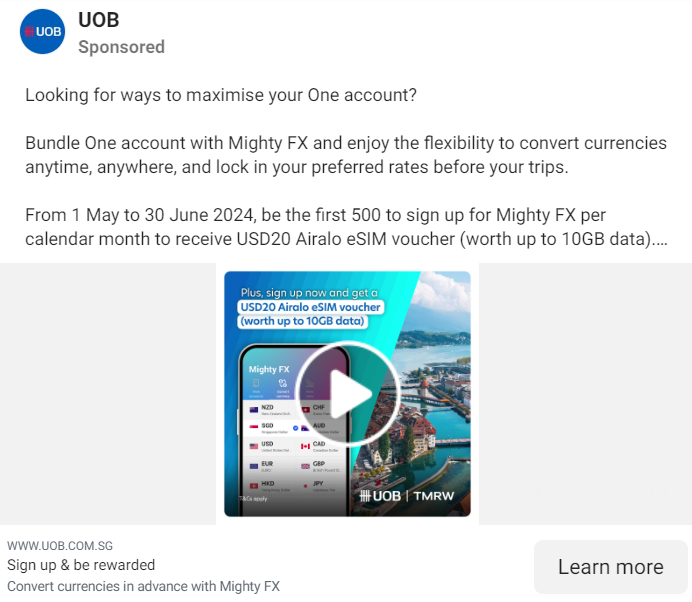 UOB
UOB
Sponsored
Looking for ways to maximise your One account?
Bundle One account with Mighty FX and enjoy the flexibility to convert currencies
anytime, anywhere, and lock in your preferred rates before your trips.
From 1 May to 30 June 2024, be the first 500 to sign up for Mighty FX per
calendar month to receive USD20 Airalo eSIM voucher (worth up to 10GB data)....
Plus, sign up now and get a
USD20 Airalo eSIM voucher
(worth up to 10GB data)
Mighty FX
NZD
CHF
SGD
AUD
USD
CAD
EUR
GBP
HKD
JPY
T&Cs apply
UOB | TMRW
WWW.UOB.COM.SG
Sign up & be rewarded
Convert currencies in advance with Mighty FX
Learn more